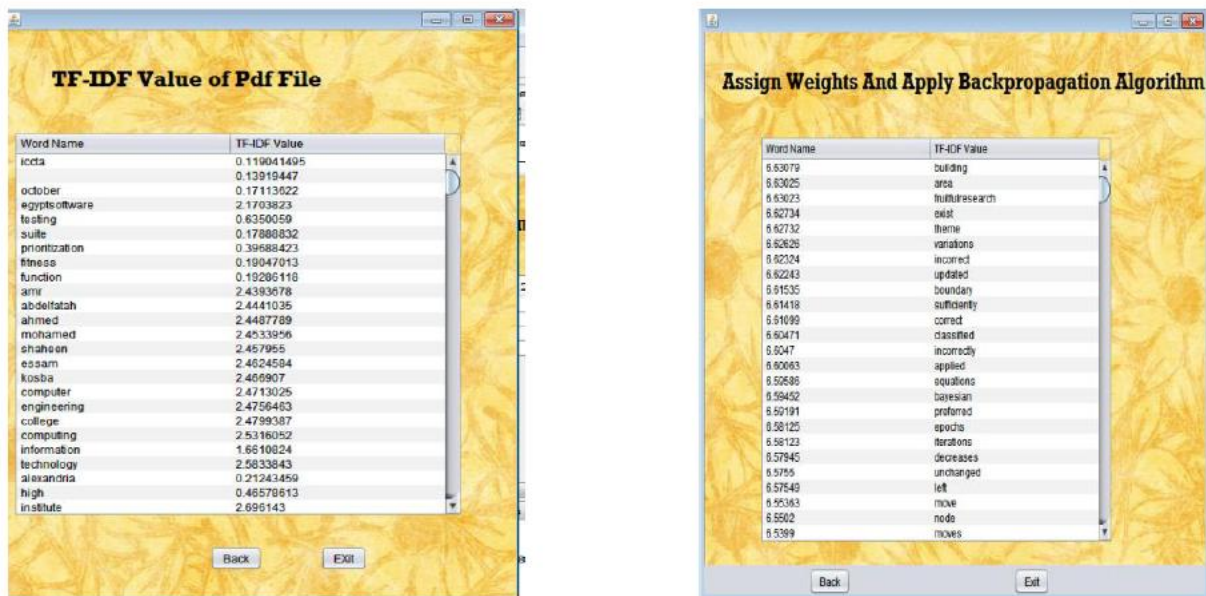 TF-IDF Value of Pdf File
Word Name TF-IDF Value
iccta 0.119041495
0.13919447
october 0.17113622
egyptsoftware 2.1703823
testing 0.6350059
suite 0.17888832
prioritization 0.39688423
fitness 0.19047013
function 0.19286118
amr 2.4393678
abdelfatah 2.4441035
ahmed 2.4487789
mohamed 2.4533956
shaheen 2.457955
essam 2.4624584
kosba 2.466907
computer 2.4713025
engineering 2.4756463
college 2.4799387
computing 2.5316052
information 1.6610824
technology 2.5833843
alexandria 0.21243459
high 0.46578613
institute 2.696143
Back EXit
Assign Weights And Apply Backpropagation Algorithm
Word Name TF-IDF Value
6.63079 building
6.63025 area
6.63023 fruitfulresearch
6.62734 exist
6.62732 theme
6.62626 variations
6.62324 incorrect
6.62243 updated
6.61535 boundary
6.61418 sufficiently
6.61099 correct
6.60471 classified
6.6047 incorrectly
6.60063 applied
6.59586 equations
6.59452 bayesian
6.59191 preferred
6.58125 epochs
6.58123 iterations
6.57945 decreases
6.5755 unchanged
6.57549 left
6.55363 move
6.5502 node
6.5399 moves
Back Exit